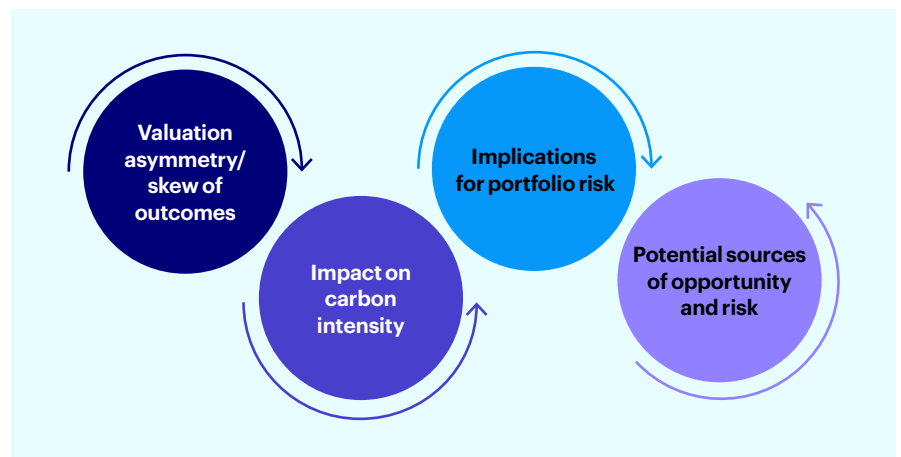 Valuation
asymmetry/
skew of
outcomes
Impact on
carbon
intensity
Implications
for portfolio risk
Potential sources
of opportunity
and risk